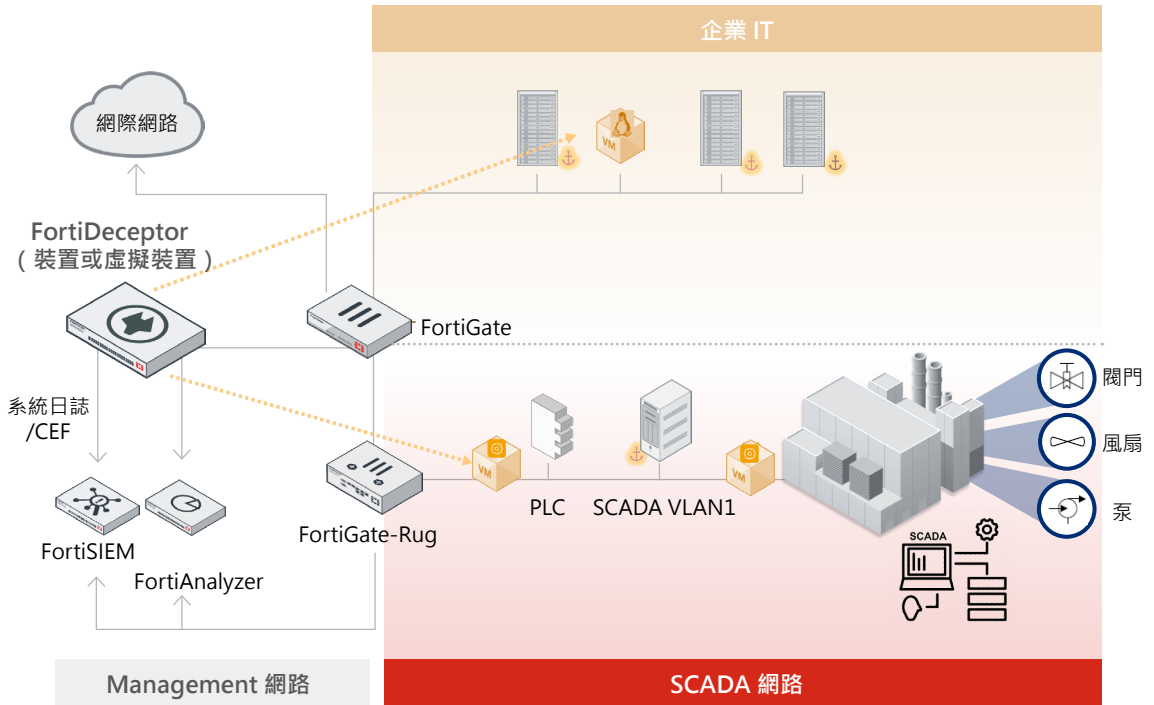 企業 IT
網際網路
VM
FortiDeceptor
（裝置或虛擬裝置）
FortiGate
系統日誌
/CEF
閥門
VM
VM
風扇
PLC
SCADA VLAN1
泵
FortiGate-Rug
SCADA
FortiSIEM
FortiAnalyzer
Management 網路
SCADA 網路